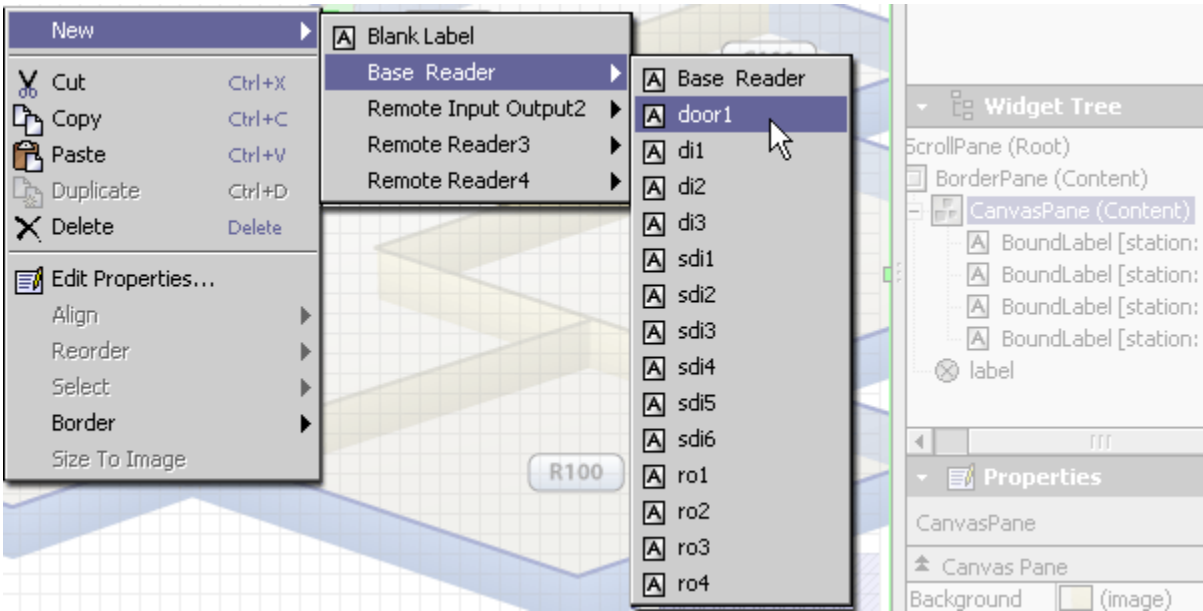 New
Cut Ctrl+X
Copy Ctrl+C
Paste Ctrl+V
Duplicate Ctrl+D
Delete Delete
Edit Properties...
Align
Reorder
Select
Border
Size To Image
Blank Label
Base Reader
Remote Input Output2
Remote Reader3
Remote Reader4
Base Reader
door1
di1
di2
di3
sdi1
sdi2
sdi3
sdi4
sdi5
sdi6
ro1
ro2
ro3
ro4
R100
Widget Tree
ScrollPane (Root)
BorderPane (Content)
CanvasPane (Content)
BoundLabel [station:
BoundLabel [station:
BoundLabel [station:
BoundLabel [station:
label
Properties
CanvasPane
Canvas Pane
Background (image)